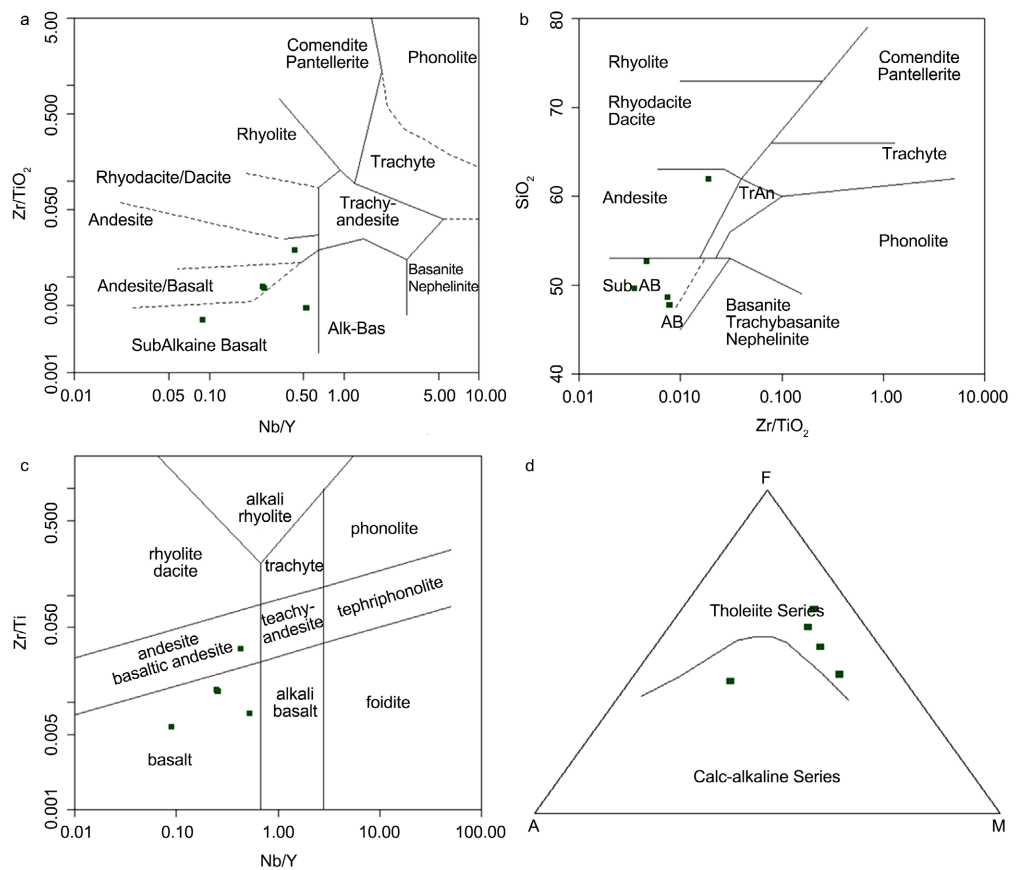 a
5.00
0.500
0.050
0.005
0.001
Zr/TiO2
Comendite
Pantellerite
Phonolite
Rhyolite
Trachyte
Rhyodacite/Dacite
Trachy-
andesite
Andesite
Basanite
Nephelinite
Andesite/Basalt
Alk-Bas
SubAlkaine Basalt
0.01
0.05
0.10
0.50
1.00
5.00
10.00
Nb/Y
b
80
70
60
50
40
SiO2
Rhyolite
Comendite
Pantellerite
Rhyodacite
Dacite
Trachyte
Andesite
TrAn
Phonolite
Sub.AB
AB
Basanite
Trachybasanite
Nephelinite
0.01
0.010
0.100
1.00
10.000
Zr/TiO2
c
0.500
0.050
0.005
0.001
Zr/Ti
alkali
rhyolite
phonolite
rhyolite
dacite
trachyte
tephriphonolite
teachy-
andesite
andesite
basaltic andesite
alkali
basalt
foidite
basalt
0.01
0.10
1.00
10.00
100.00
Nb/Y
d
F
Tholeiite Series
Calc-alkaline Series
A
M